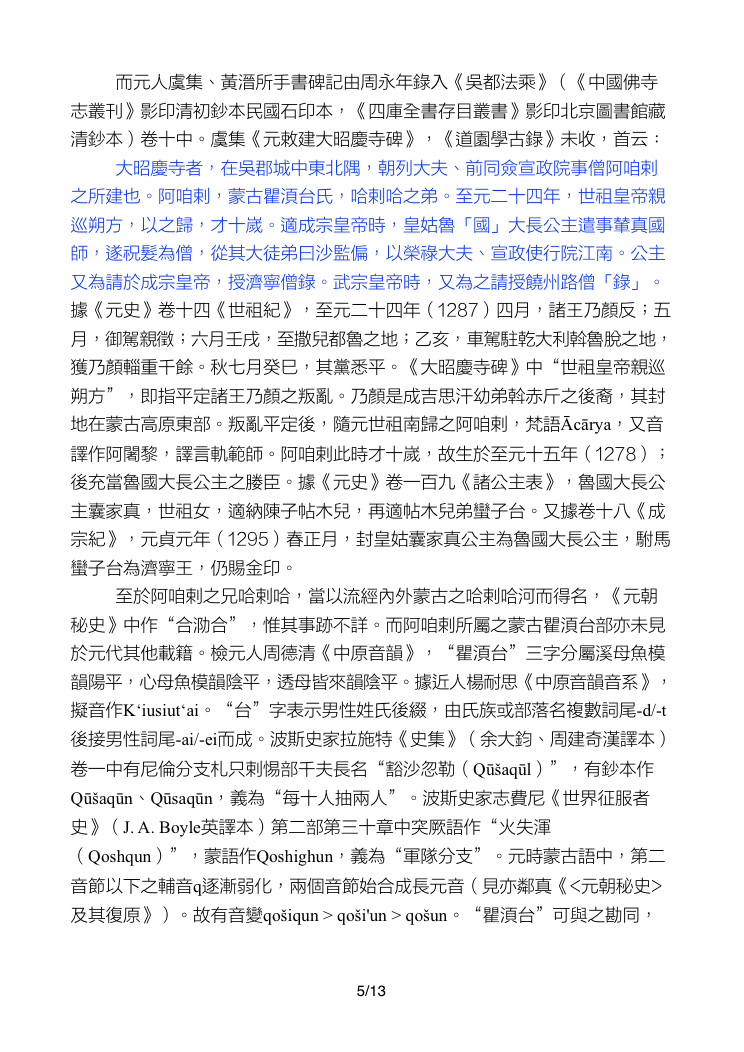 而元人虞集、黃溍所手書碑記由周永年錄入《吳都法乘》（《中國佛寺
志叢刊》影印清初鈔本民國石印本，《四庫全書存目叢書》影印北京圖書館藏
清鈔本）卷十中。虞集《元敕建大昭慶寺碑》，《道園學古錄》未收，首云：
大昭慶寺者，在吳郡城中東北隅，朝列大夫、前同僉宣政院事僧阿咱剌
之所建也。阿咱剌，蒙古瞿湏台氏，哈剌哈之弟。至元二十四年，世祖皇帝親
巡朔方，以之歸，才十嵗。適成宗皇帝時，皇姑魯「國」大長公主遣事輦真國
師，遂祝髮為僧，從其大徒弟曰沙監偏，以榮祿大夫、宣政使行院江南。公主
又為請於成宗皇帝，授濟寧僧錄。武宗皇帝時，又為之請授饒州路僧「錄」。
據《元史》卷十四《世祖紀》，至元二十四年（1287）四月，諸王乃顏反；五
月，御駕親徵；六月壬戌，至撒兒都魯之地；乙亥，車駕駐乾大利斡魯脫之地，
獲乃顏輜重千餘。秋七月癸巳，其黨悉平。《大昭慶寺碑》中“世祖皇帝親巡
朔方”，即指平定諸王乃顏之叛亂。乃顏是成吉思汗幼弟斡赤斤之後裔，其封
地在蒙古高原東部。叛亂平定後，隨元世祖南歸之阿咱剌，梵語Ācārya，又音
譯作阿闍黎，譯言軌範師。阿咱剌此時才十嵗，故生於至元十五年（1278）；
後充當魯國大長公主之媵臣。據《元史》卷一百九《諸公主表》，魯國大長公
主囊家真，世祖女，適納陳子帖木兒，再適帖木兒弟蠻子台。又據卷十八《成
宗紀》，元貞元年（1295）春正月，封皇姑囊家真公主為魯國大長公主，駙馬
蠻子台為濟寧王，仍賜金印。
至於阿咱剌之兄哈剌哈，當以流經內外蒙古之哈剌哈河而得名，《元朝
秘史》中作“合泐合”，惟其事跡不詳。而阿咱剌所屬之蒙古瞿湏台部亦未見
於元代其他載籍。檢元人周德清《中原音韻》，“瞿湏台”三字分屬溪母魚模
韻陽平，心母魚模韻陰平，透母皆來韻陰平。據近人楊耐思《中原音韻音系》，
擬音作K‘iusiut‘ai。“台”字表示男性姓氏後綴，由氏族或部落名複數詞尾-d/-t
後接男性詞尾-ai/-ei而成。波斯史家拉施特《史集》（余大鈞、周建奇漢譯本）
卷一中有尼倫分支札只剌惕部千夫長名“豁沙忽勒（Qūšaqūl）”，有鈔本作
Qūšaqūn、Qūsaqūn，義為“每十人抽兩人”。波斯史家志費尼《世界征服者
史》（J. A. Boyle英譯本）第二部第三十章中突厥語作“火失渾
（Qoshqun）”，蒙語作Qoshighun，義為“軍隊分支”。元時蒙古語中，第二
音節以下之輔音q逐漸弱化，兩個音節始合成長元音（見亦鄰真《<元朝秘史>
及其復原》）。故有音變qošiqun > qoši'un > qošun。“瞿湏台”可與之勘同，
5/13